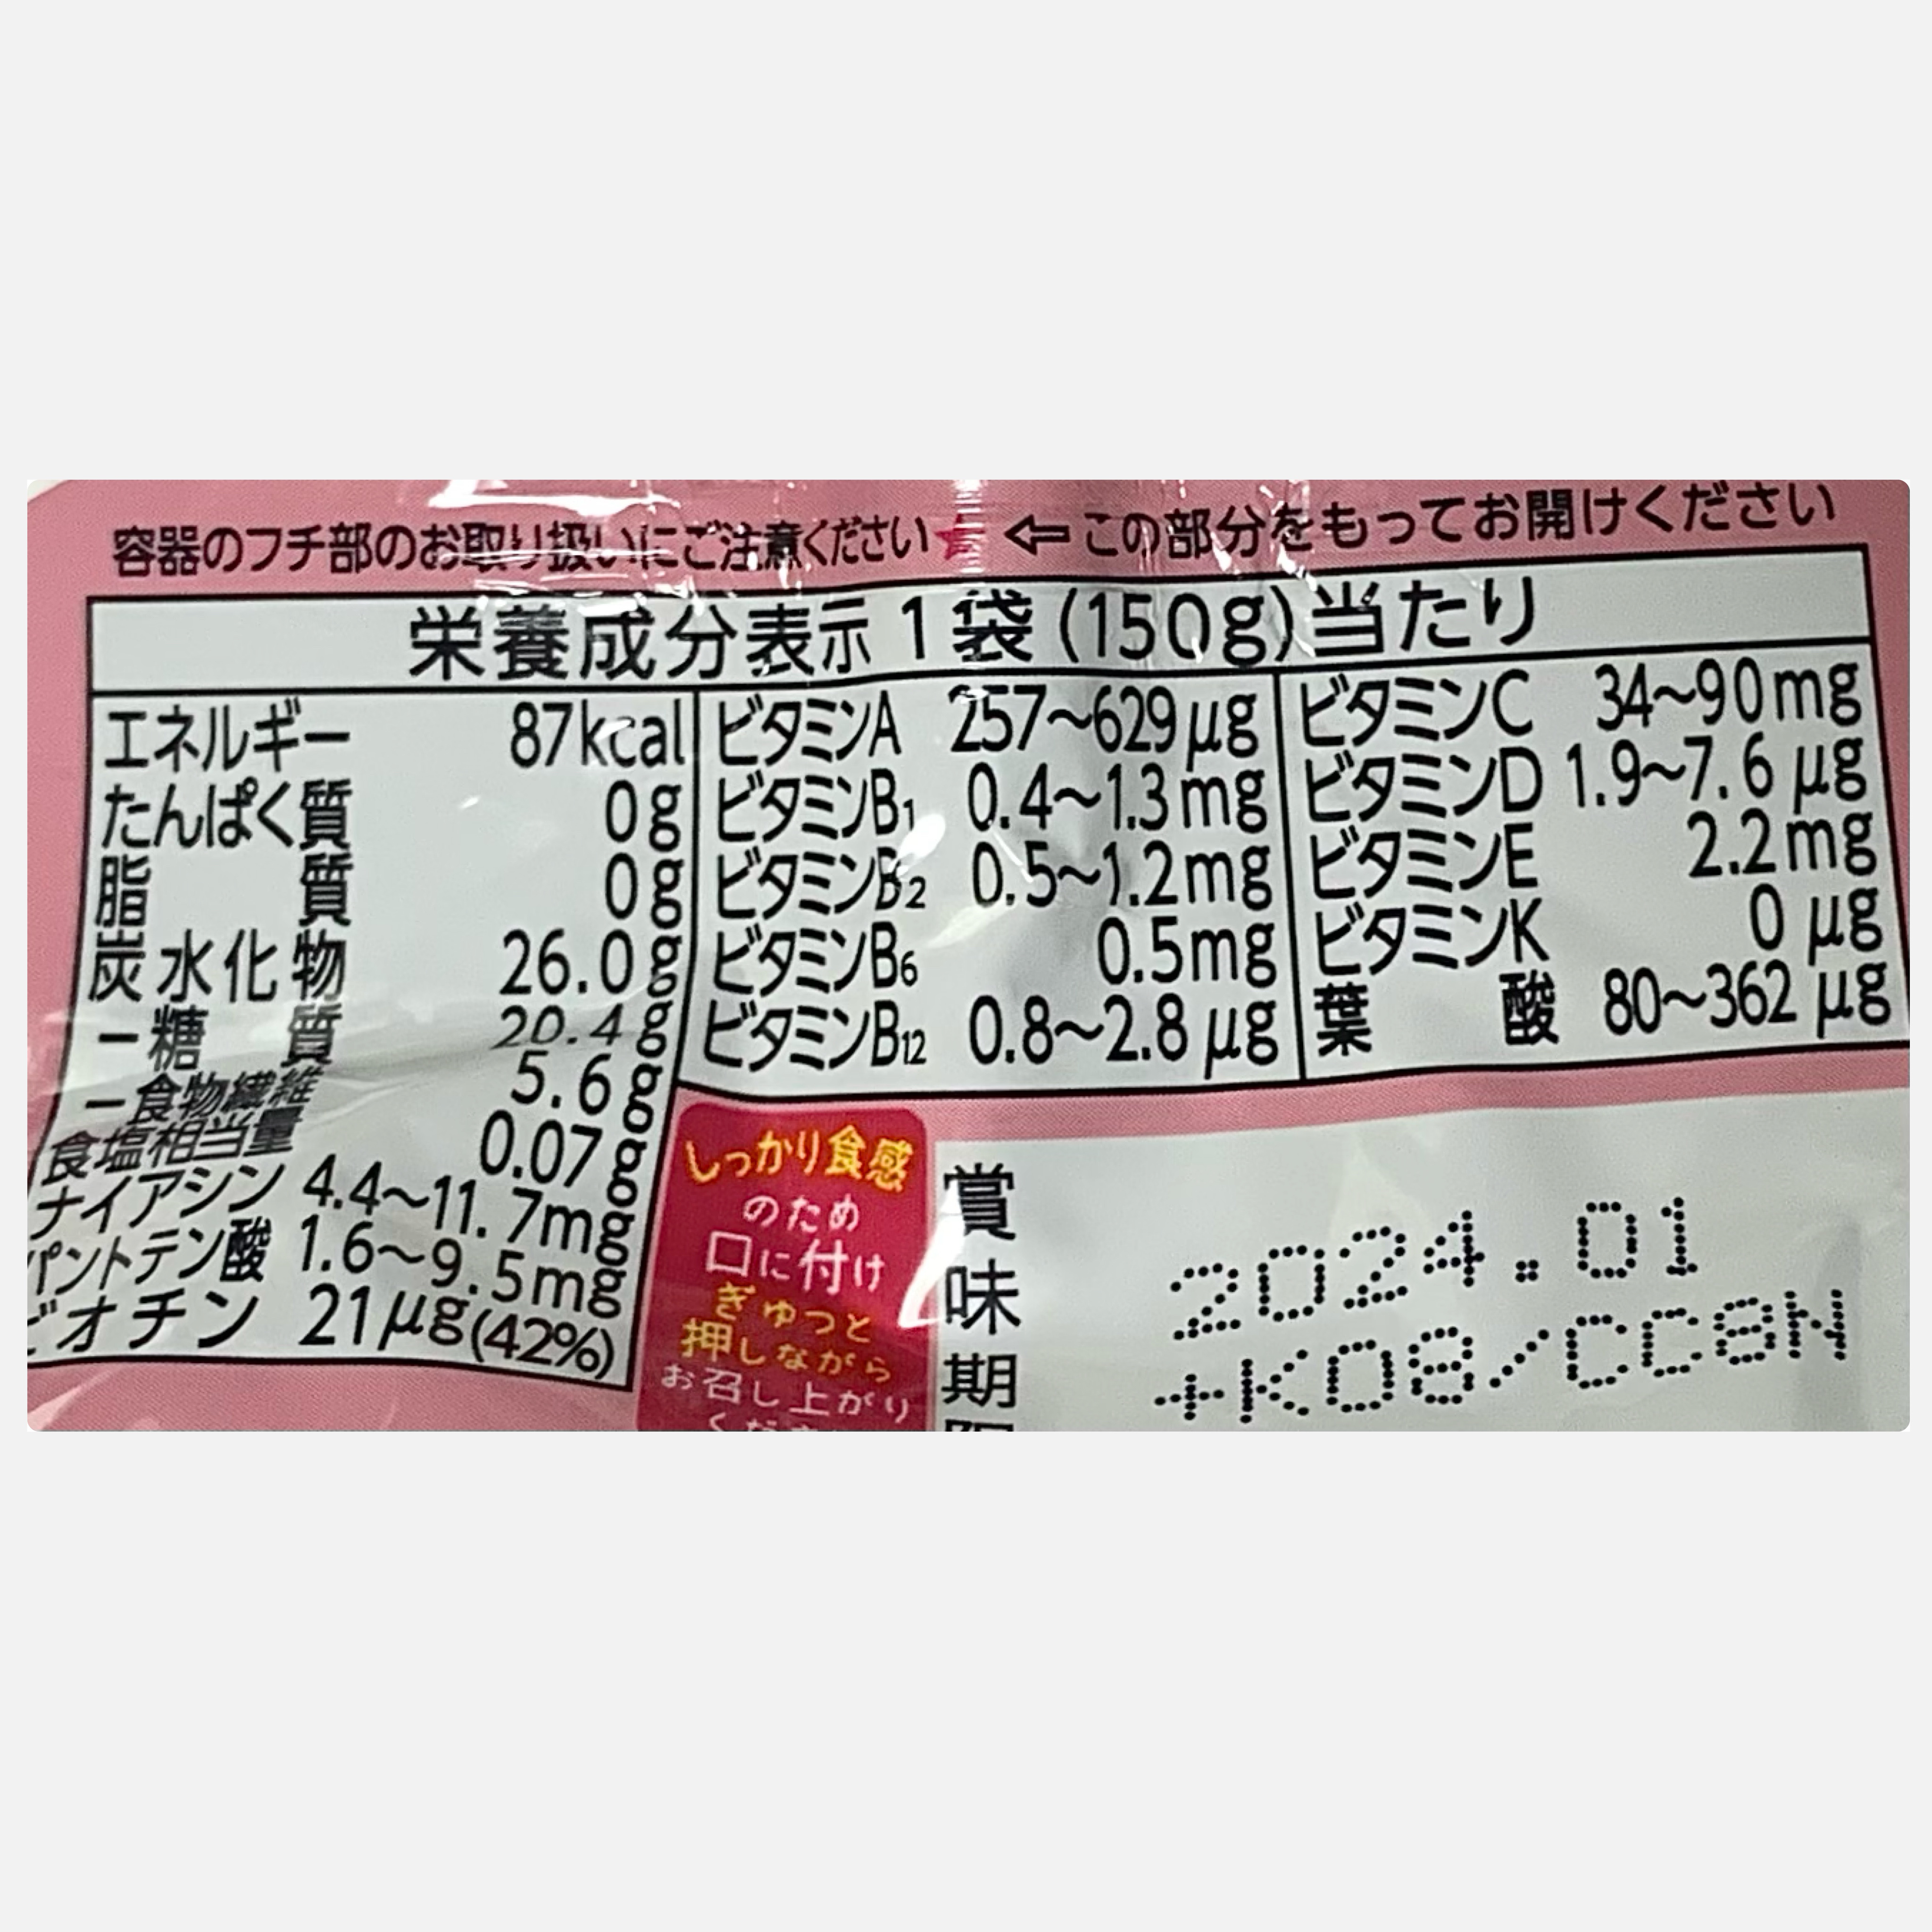 容器のフチ部のお取り扱いにご注意ください★ ⇦この部分をもってお開けください
栄養成分表示 1袋(150g)当たり
エネルギー 87kcal
たんぱく質 0g
脂質 0g
炭水化物 26.0g
−糖質 20.4g
−食物繊維 5.6g
食塩相当量 0.07g
ナイアシン 4.4〜11.7mg
パントテン酸 1.6〜9.5mg
ビオチン 21μg(42%)
ビタミンA 257〜629μg
ビタミンB1 0.4〜1.3mg
ビタミンB2 0.5〜1.2mg
ビタミンB6 0.5mg
ビタミンB12 0.8〜2.8μg
ビタミンC 34〜90mg
ビタミンD 1.9〜7.6μg
ビタミンE 2.2mg
ビタミンK 0μg
葉酸 80〜362μg
しっかり食感
のため
口に付け
ぎゅっと
押しながら
お召し上がり
賞味期
2024.01
+K08/CC8N